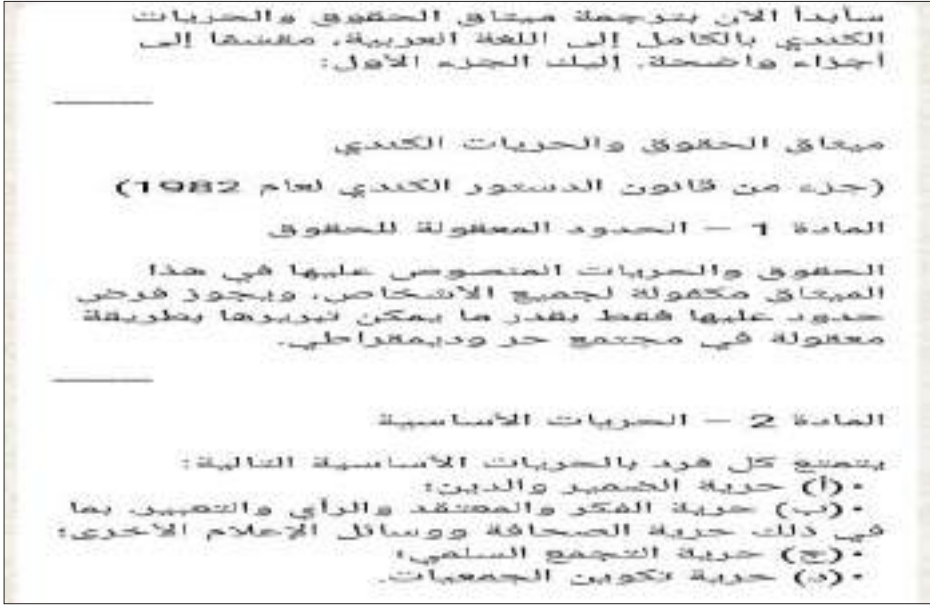 سأبدأ الآن بترجمة ميثاق الحقوق والحريات
الكندي بالكامل إلى اللغة العربية، مقسّمًا إلى
أجزاء واضحة. إليك الجزء الأول:
ميثاق الحقوق والحريات الكندي
(جزء من قانون الدستور الكندي لعام 1982)
المادة 1 – الحدود المعقولة للحقوق
الحقوق والحريات المنصوص عليها في هذا
الميثاق مكفولة لجميع الأشخاص، ويجوز فرض
حدود عليها فقط بقدر ما يمكن تبريرها بطريقة
معقولة في مجتمع حر وديمقراطي.
المادة 2 – الحريات الأساسية
يتمتع كل فرد بالحريات الأساسية التالية:
•(أ) حرية الضمير والدين؛
•(ب) حرية الفكر والمعتقد والرأي والتعبير، بما
في ذلك حرية الصحافة ووسائل الإعلام الأخرى؛
•(ج) حرية التجمع السلمي؛
•(د) حرية تكوين الجمعيات.